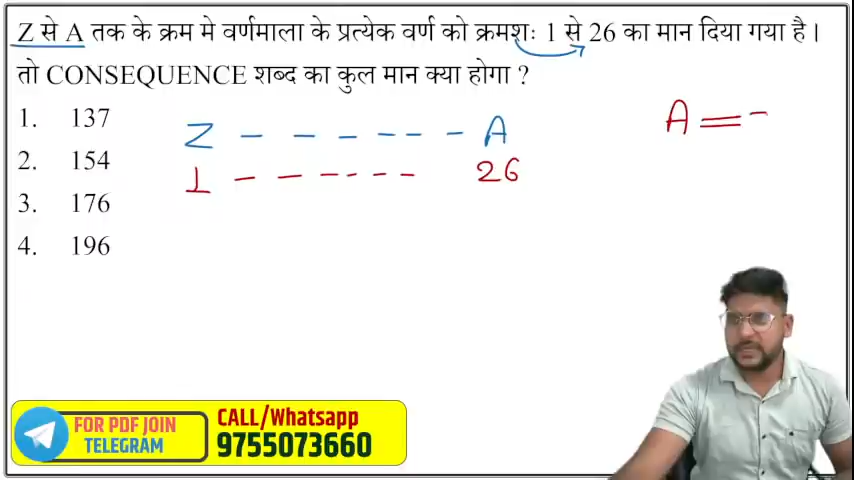 Z से A तक के क्रम मे वर्णमाला के प्रत्येक वर्ण को क्रमशः 1 से 26 का मान दिया गया है।
तो CONSEQUENCE शब्द का कुल मान क्या होगा ?
1. 137
2. 154
3. 176
4. 196
Z - - - - - - A
1 - - - - - 26
A = -
FOR PDF JOIN
TELEGRAM
CALL/Whatsapp
9755073660